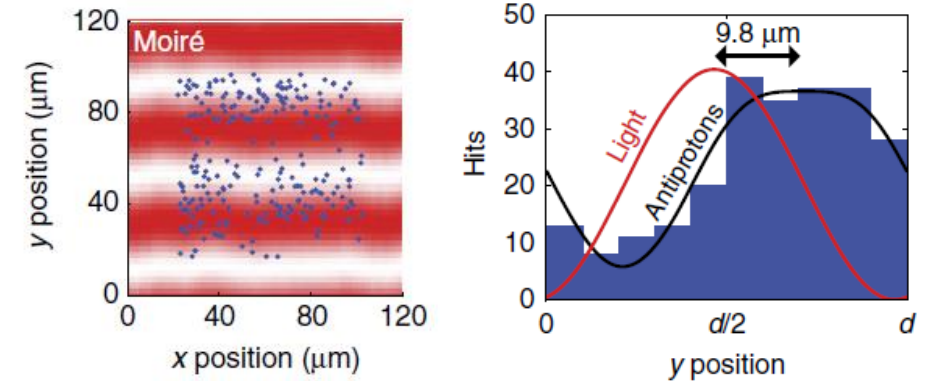 Moiré
120
80
40
0
y position (μm)
0
40
80
120
x position (μm)
9.8 μm
Light
Antiprotons
50
40
30
20
10
0
Hits
0
d/2
d
y position